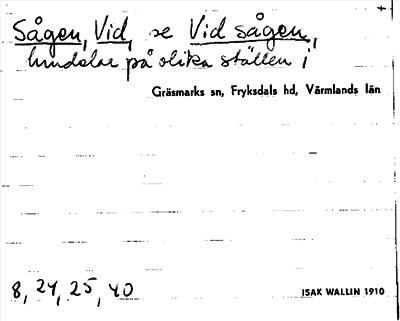 Sågen, Vid, se Vid sågen,
lindelar på olika ställen i
Gräsmarks sn, Fryksdals hd, Värmlands län
8, 24, 25, 40
ISAK WALLIN 1910